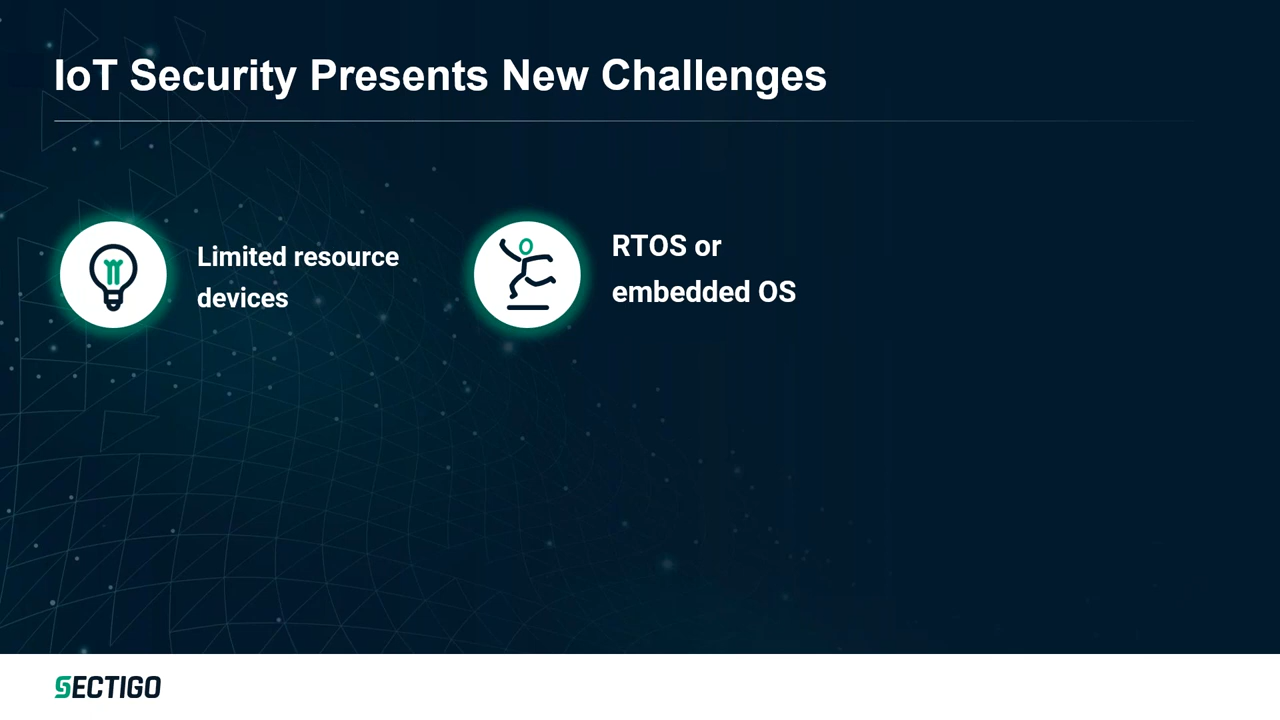 IoT Security Presents New Challenges
Limited resource
devices
RTOS or
embedded OS
SECTIGO